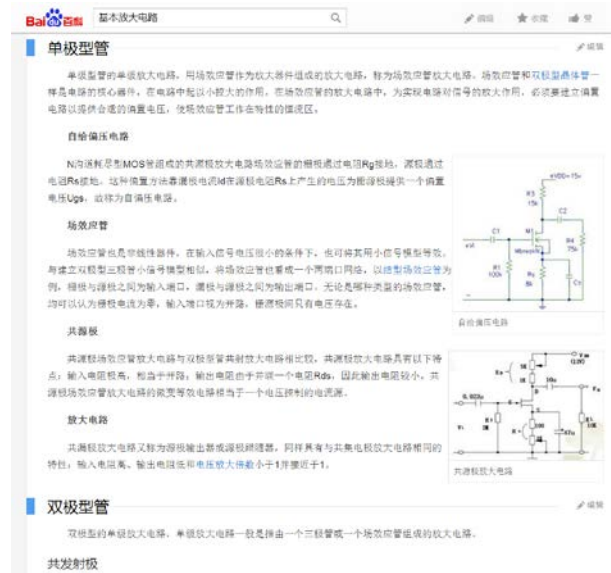 Bai百科
基本放大电路
编辑
收藏
赞
单极型管
编辑
单级型管的单级放大电路，用场效应管作为放大器件组成的放大电路，称为场效应管放大电路。场效应管和双极型晶体管一
样是电路的核心器件，在电路中起以小控大的作用。在场效应管的放大电路中，为实现电路对信号的放大作用，必须要建立偏置
电路以提供合适的偏置电压，使场效应管工作在特性的恒流区。
自给偏压电路
N沟道耗尽型MOS管组成的共源极放大电路场效应管的栅极通过电阻Rg接地，源极通过
电阻Rs接地。这种偏置方法靠漏极电流Id在源极电阻Rs上产生的电压为栅源极提供一个偏置
电压Ugs，故称为自偏压电路。
+VDD=15v
R3
15k
C2
C1
M1
+Vi
R4
75k
R1
100k
Rs
8k
自给偏压电路
场效应管
场效应管也是非线性器件，在输入信号电压很小的条件下，也可将其用小信号模型等效。
与建立双极型三极管小信号模型相似，将场效应管也看成一个两端口网络，以结型场效应管为
例，栅极与源极之间为输入端口，漏极与源极之间为输出端口。无论是哪种类型的场效应管，
均可以认为栅极电流为零，输入端口视为开路，栅源极间只有电压存在。
共源极
共源极场效应管放大电路与双极型管共射放大电路相比较，共源极放大电路具有以下特
点：输入电阻极高，相当于开路；输出电阻由于并联一个电阻Rds，因此输出电阻较小。共
源极场效应管放大电路的微变等效电路相当于一个电压控制的电流源。
共源极放大电路
放大电路
共漏极放大电路又称为源极输出器或源极跟随器，同样具有与共集电极放大电路相同的
特性：输入电阻高、输出电阻低和电压放大倍数小于1并接近于1。
双极型管
编辑
双极型的单级放大电路。单级放大电路一般是指由一个三极管或一个场效应管组成的放大电路。
共发射极